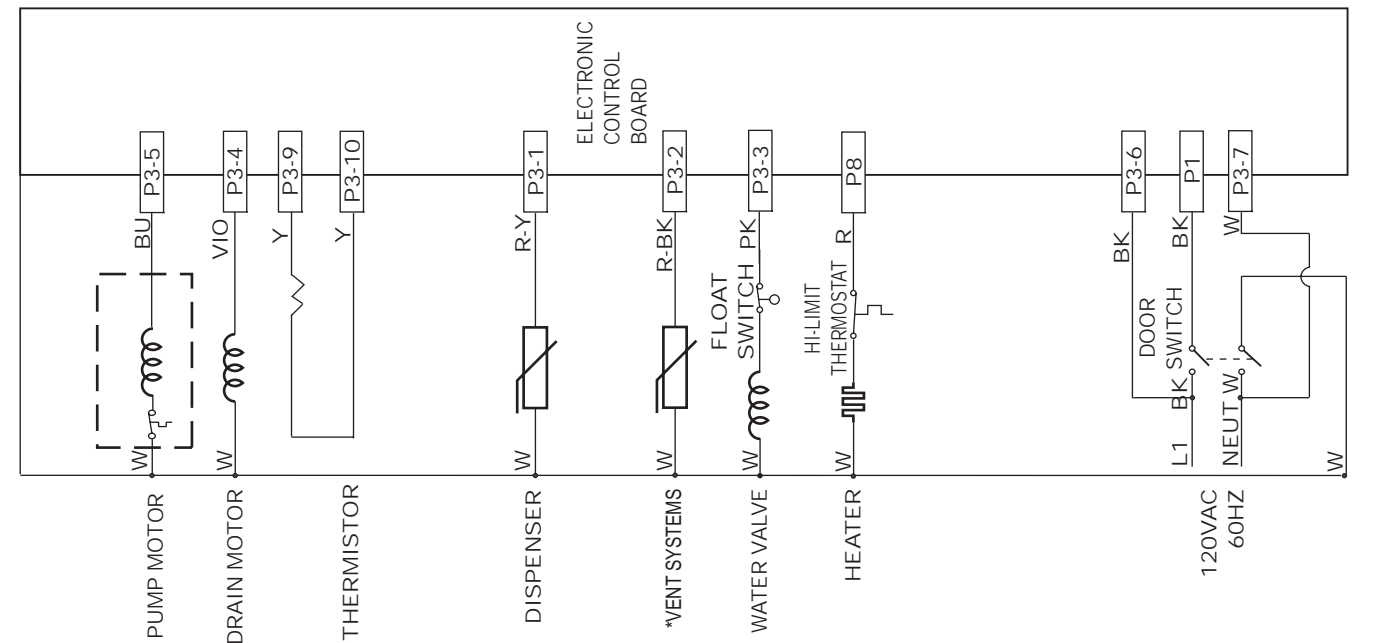 ELECTRONIC
CONTROL
BOARD
P3-5
P3-4
P3-9
P3-10
P3-1
P3-2
P3-3
P8
P3-6
P1
P3-7
BU
VIO
Y
Y
R-Y
R-BK
PK
R
BK
BK
W
FLOAT
SWITCH
HI-LIMIT
THERMOSTAT
DOOR
SWITCH
BK
W
L1
NEUT
W
W
W
W
W
W
W
PUMP MOTOR
DRAIN MOTOR
THERMISTOR
DISPENSER
*VENT SYSTEMS
WATER VALVE
HEATER
120VAC
60HZ